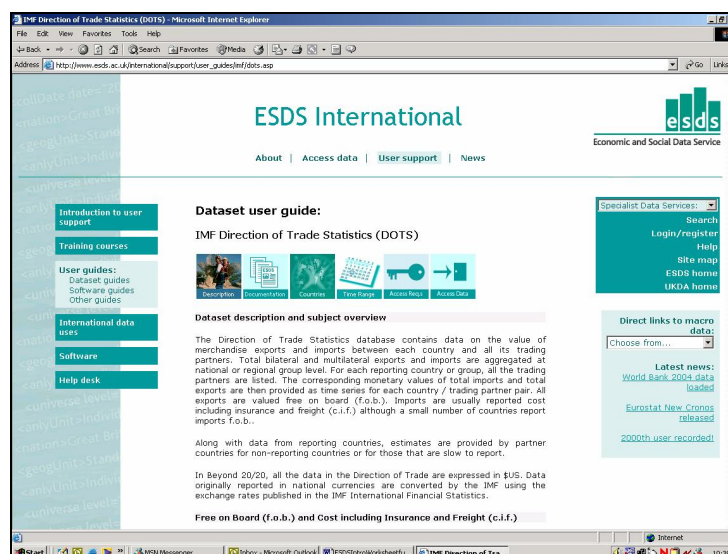 IMF Direction of Trade Statistics (DOTS) - Microsoft Internet Explorer
File Edit View Favorites Tools Help
Back Search Favorites Media
Address http://www.esds.ac.uk/international/support/user_guides/imf/dots.asp Go Links
ESDS International
esds
Economic and Social Data Service
About | Access data | User support | News
Introduction to user
support
Training courses
User guides:
Dataset guides
Software guides
Other guides
International data
uses
Software
Help desk
Dataset user guide:
IMF Direction of Trade Statistics (DOTS)
Description Documentation Countries Time Range Access Reqs Access Data
Dataset description and subject overview
The Direction of Trade Statistics database contains data on the value of
merchandise exports and imports between each country and all its trading
partners. Total bilateral and multilateral exports and imports are aggregated at
national or regional group level. For each reporting country or group, all the trading
partners are listed. The corresponding monetary values of total imports and total
exports are then provided as time series for each country / trading partner pair. All
exports are valued free on board (f.o.b.). Imports are usually reported cost
including insurance and freight (c.i.f.) although a small number of countries report
imports f.o.b..
Along with data from reporting countries, estimates are provided by partner
countries for non-reporting countries or for those that are slow to report.
In Beyond 20/20, all the data in the Direction of Trade are expressed in $US. Data
originally reported in national currencies are converted by the IMF using the
exchange rates published in the IMF International Financial Statistics.
Free on Board (f.o.b.) and Cost including Insurance and Freight (c.i.f.)
Specialist Data Services:
Search
Login/register
Help
Site map
ESDS home
UKDA home
Direct links to macro
data:
Choose from...
Latest news:
World Bank 2004 data
loaded
Eurostat New Cronos
released
2000th user recorded!
Internet
Start MSN Messenger Inbox - Microsoft Outlook ESDSIntroWorksheetfu... IMF Direction of Tra...